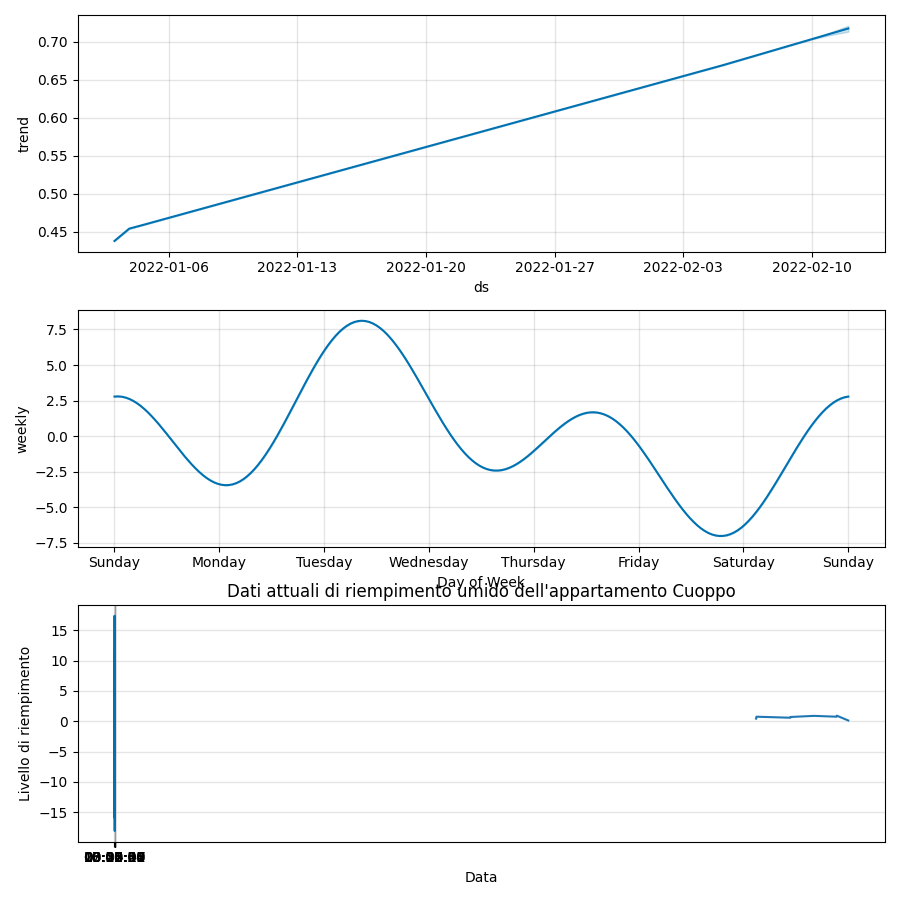 0.70
0.65
0.60
0.55
0.50
0.45
trend
2022-01-06 2022-01-13 2022-01-20 2022-01-27 2022-02-03 2022-02-10
ds
7.5
5.0
2.5
0.0
−2.5
−5.0
−7.5
weekly
Sunday Monday Tuesday Wednesday Thursday Friday Saturday Sunday
Day of Week
Dati attuali di riempimento umido dell'appartamento Cuoppo
15
10
5
0
−5
−10
−15
Livello di riempimento
Data